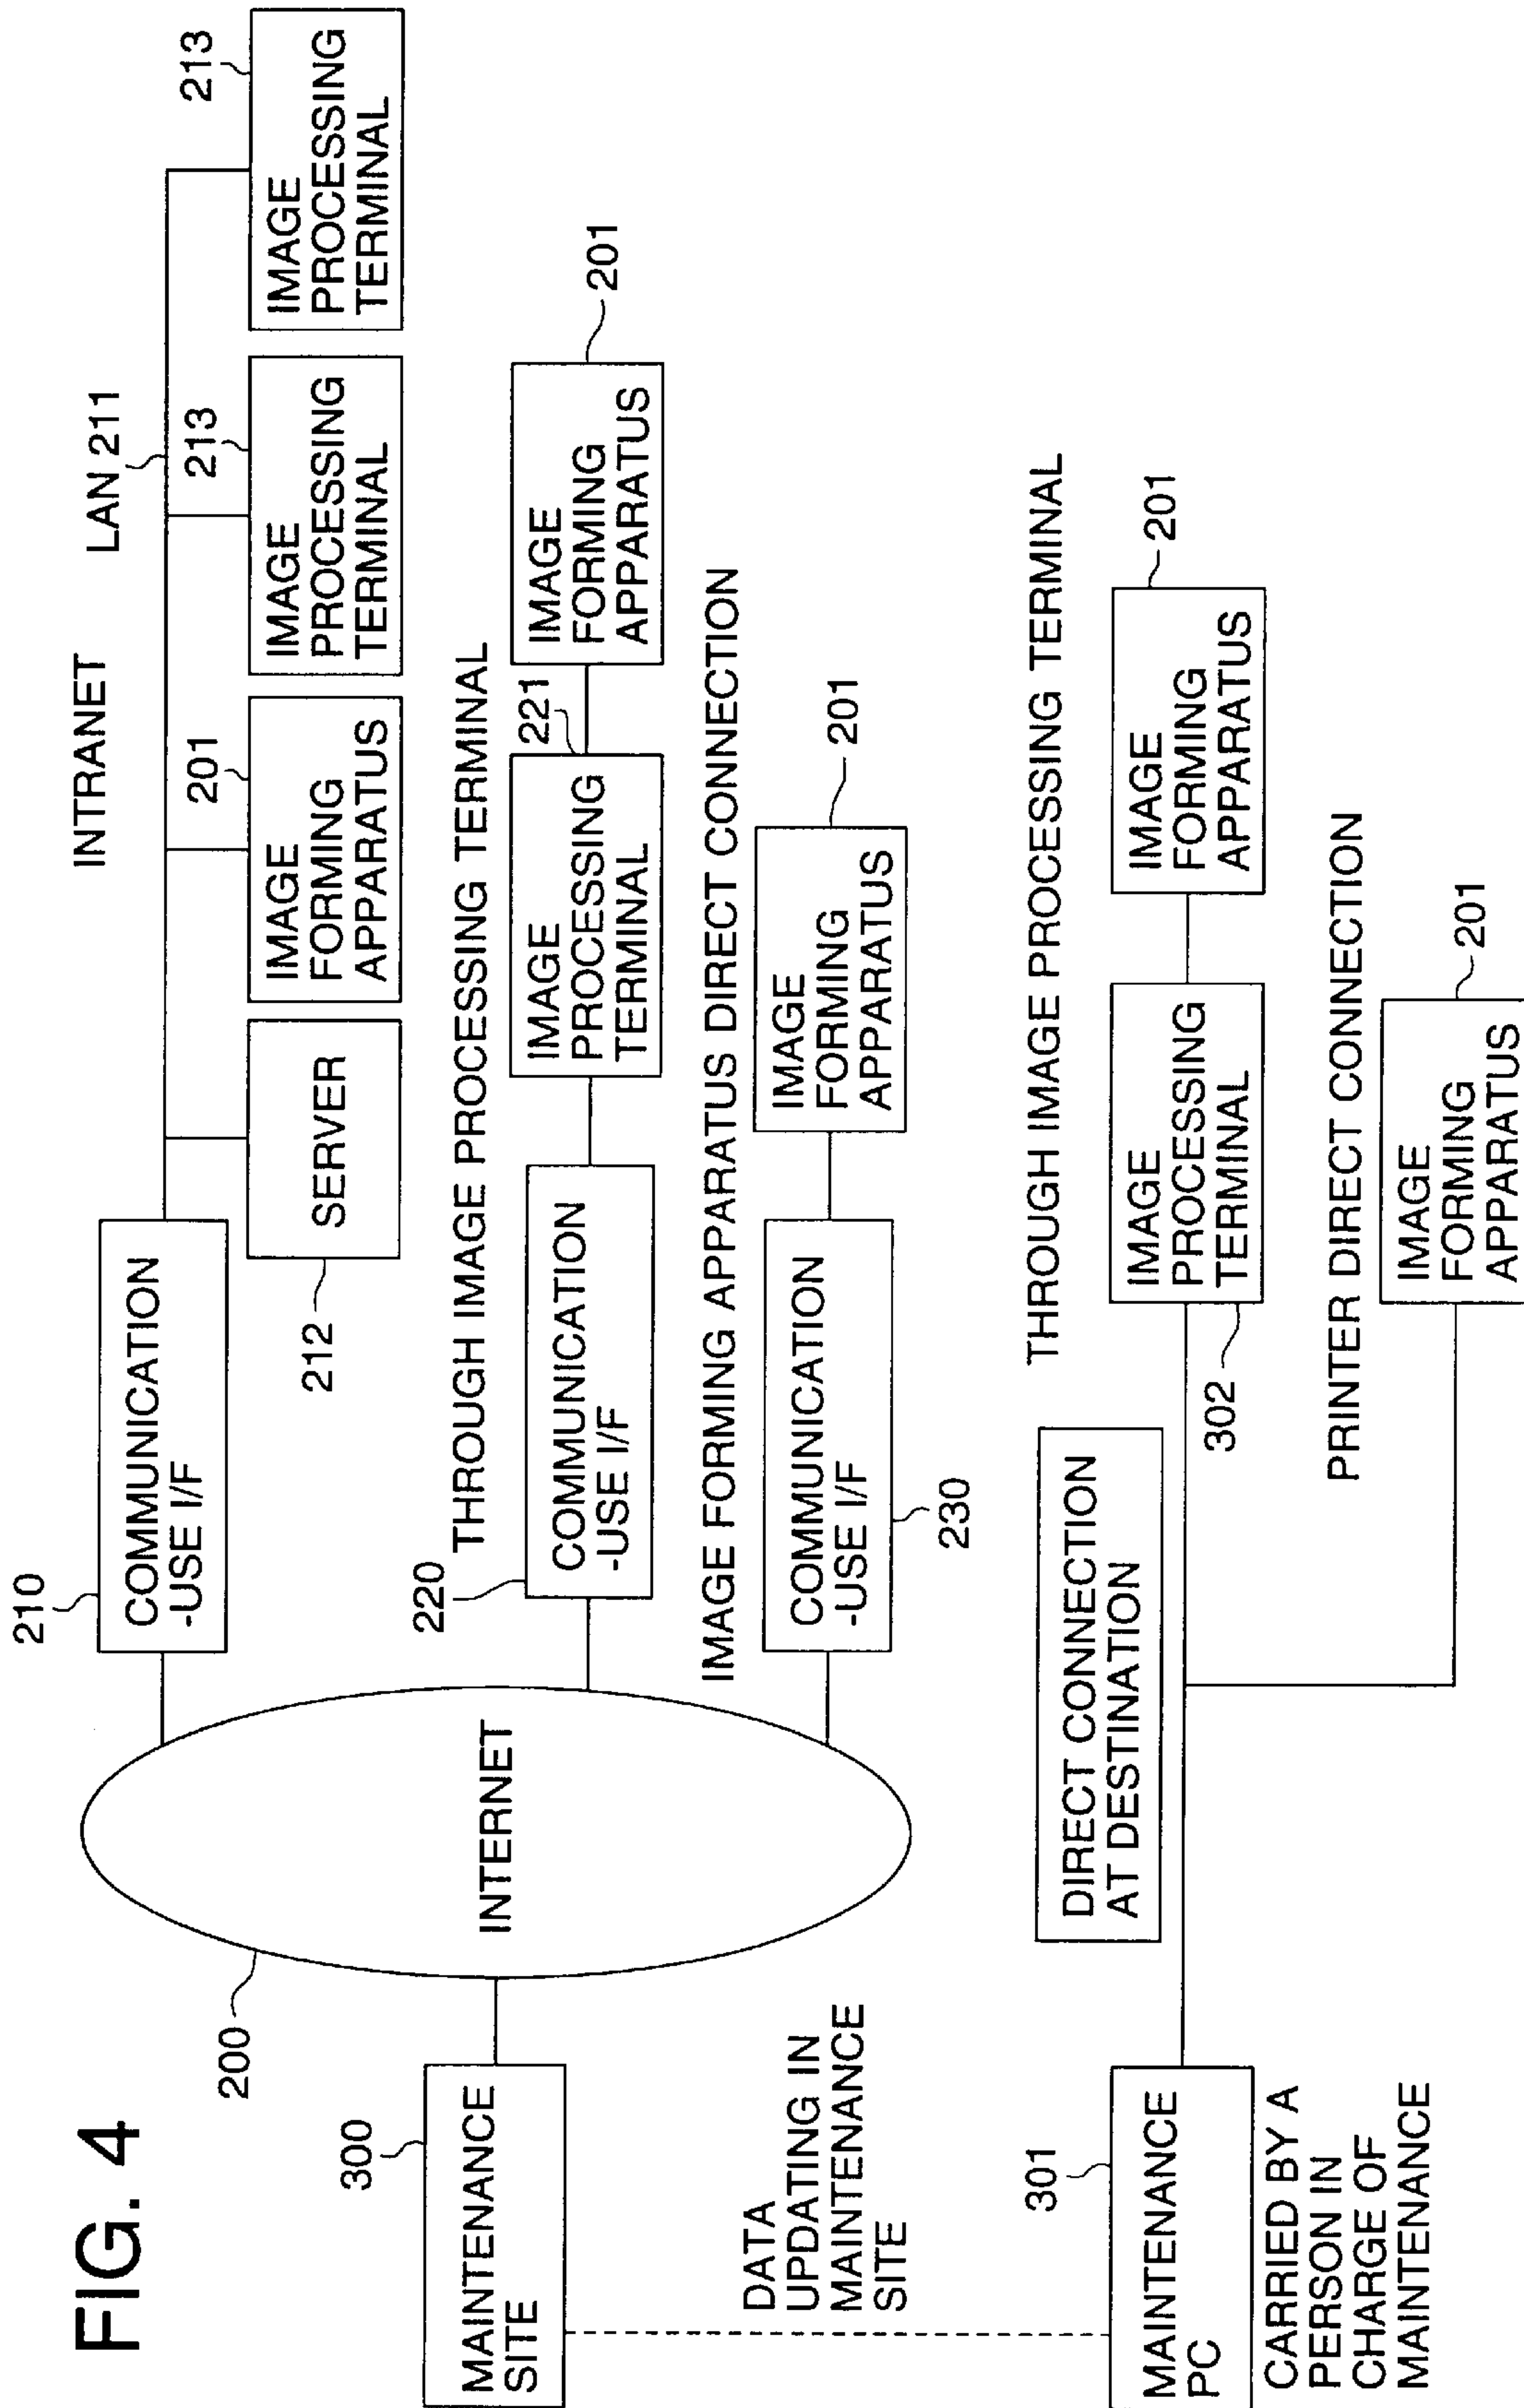 FIG. 4
200
INTERNET
300
MAINTENANCE
SITE
210
COMMUNICATION
-USE I/F
INTRANET
LAN 211
212
SERVER
201
IMAGE
FORMING
APPARATUS
213
IMAGE
PROCESSING
TERMINAL
213
IMAGE
PROCESSING
TERMINAL
THROUGH IMAGE PROCESSING TERMINAL
220
COMMUNICATION
-USE I/F
221
IMAGE
PROCESSING
TERMINAL
201
IMAGE
FORMING
APPARATUS
IMAGE FORMING APPARATUS DIRECT CONNECTION
COMMUNICATION
-USE I/F
230
IMAGE
FORMING
APPARATUS
201
DATA
UPDATING IN
MAINTENANCE
SITE
301
MAINTENANCE
PC
CARRIED BY A
PERSON IN
CHARGE OF
MAINTENANCE
DIRECT CONNECTION
AT DESTINATION
THROUGH IMAGE PROCESSING TERMINAL
302
IMAGE
PROCESSING
TERMINAL
201
IMAGE
FORMING
APPARATUS
PRINTER DIRECT CONNECTION
201
IMAGE
FORMING
APPARATUS